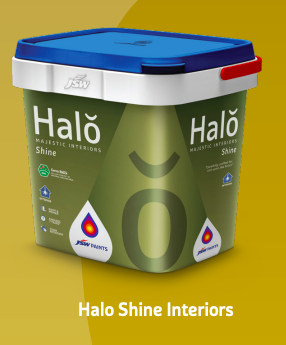 JSW
Halŏ
MAJESTIC INTERIORS
Shine
JSW PAINTS
Halŏ
MAJESTIC INTERIORS
Shine
JSW PAINTS
Halo Shine Interiors